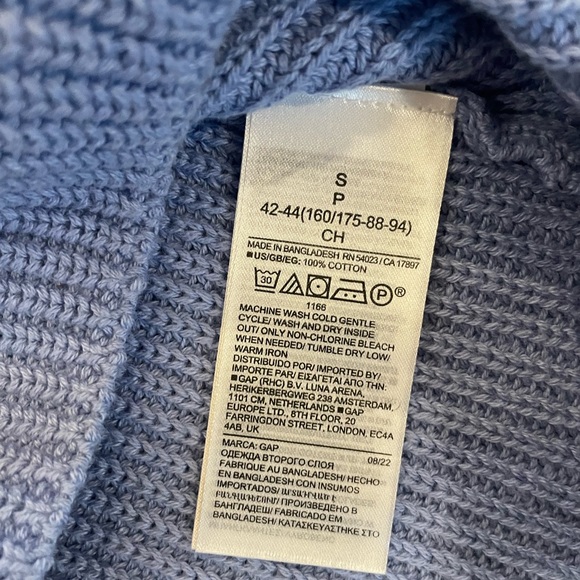 S
P
42-44(160/175-88-94)
CH
MADE IN BANGLADESH RN 54023 / CA 17897
■US/GB/EG: 100% COTTON
30 P®
1166
MACHINE WASH COLD GENTLE
CYCLE/ WASH AND DRY INSIDE
OUT/ ONLY NON-CHLORINE BLEACH
WHEN NEEDED/ TUMBLE DRY LOW/
WARM IRON
DISTRIBUIDO POR/ IMPORTED BY:
IMPORTE PAR/ ΕΙΣΑΓΕΤΑΙ ΑΠΟ ΤΗΝ:
■GAP (RHC) B.V. LUNA ARENA,
HERIKERBERGWEG 238 AMSTERDAM,
1101 CM, NETHERLANDS ■GAP
EUROPE LTD., 8TH FLOOR, 20
FARRINGDON STREET, LONDON, EC4A
4AB, UK
MARCA: GAP 08/22
ОДЕЖДА ВТОРОГО СЛОЯ
FABRIQUE AU BANGLADESH/ HECHO
EN BANGLADESH CON INSUMOS
IMPORTADOS/ ԱՐՏԱԴՐՎԱԾ Է
ԲԱՆԳԼԱԴԵՇՈՒՄ/ ПРОИЗВЕДЕНО В
БАНГЛАДЕШ/ FABRICADO EM
BANGLADESH/ ΚΑΤΑΣΚΕΥΑΣΤΗΚΕ ΣΤΟ